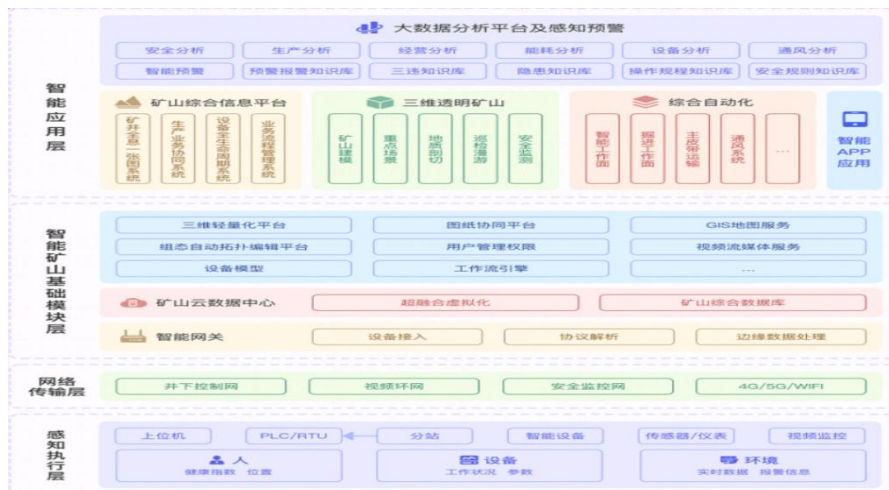 智能应用层
大数据分析平台及感知预警
安全分析 生产分析 经营分析 能耗分析 设备分析 通风分析
智能预警 预警报警知识库 三违知识库 隐患知识库 操作规程知识库 安全规则知识库
矿山综合信息平台
矿井全息一张图系统
生产业务协同系统
设备全生命周期系统
业务流程管理系统
三维透明矿山
矿山建模
重点场景
地质剖切
巡检漫游
安全监测
综合自动化
智能工作面
掘进工作面
主皮带运输
通风系统
...
智能
APP
应用
智能矿山基础模块层
三维轻量化平台 图纸协同平台 GIS地图服务
组态自动拓扑编辑平台 用户管理权限 视频流媒体服务
设备模型 工作流引擎 ...
矿山云数据中心 超融合虚拟化 矿山综合数据库
智能网关 设备接入 协议解析 边缘数据处理
网络
传输层
井下控制网 视频环网 安全监控网 4G/5G/WIFI
感知执行层
上位机 PLC/RTU 分站 智能设备 传感器/仪表 视频监控
人 设备 环境
健康指数 位置 工作状况 参数 实时数据 报警信息